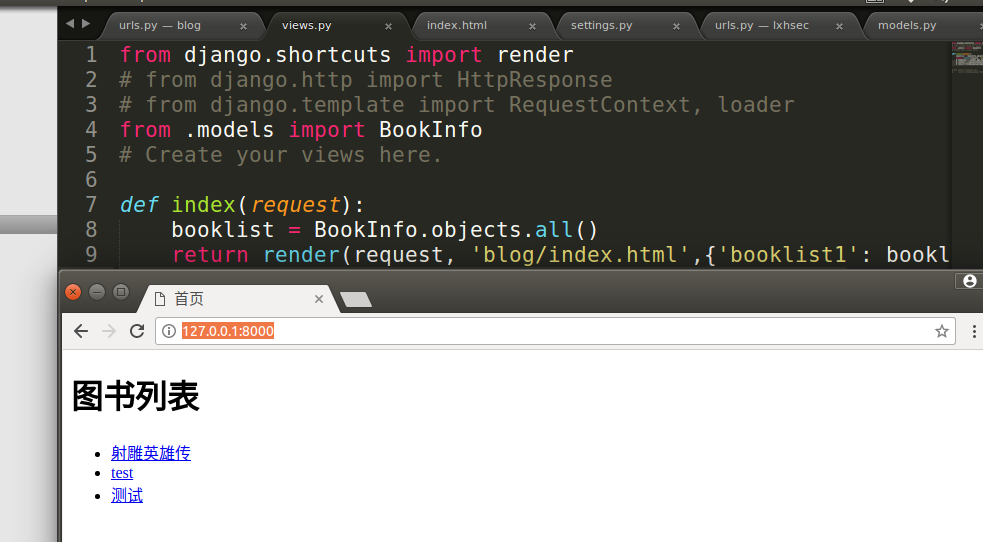 urls.py — blog
views.py
index.html
settings.py
urls.py — lxhsec
models.py
1 from django.shortcuts import render
2 # from django.http import HttpResponse
3 # from django.template import RequestContext, loader
4 from .models import BookInfo
5 # Create your views here.
6
7 def index(request):
8 booklist = BookInfo.objects.all()
9 return render(request, 'blog/index.html',{'booklist1': bookl
首页
127.0.0.1:8000
图书列表
射雕英雄传
test
测试